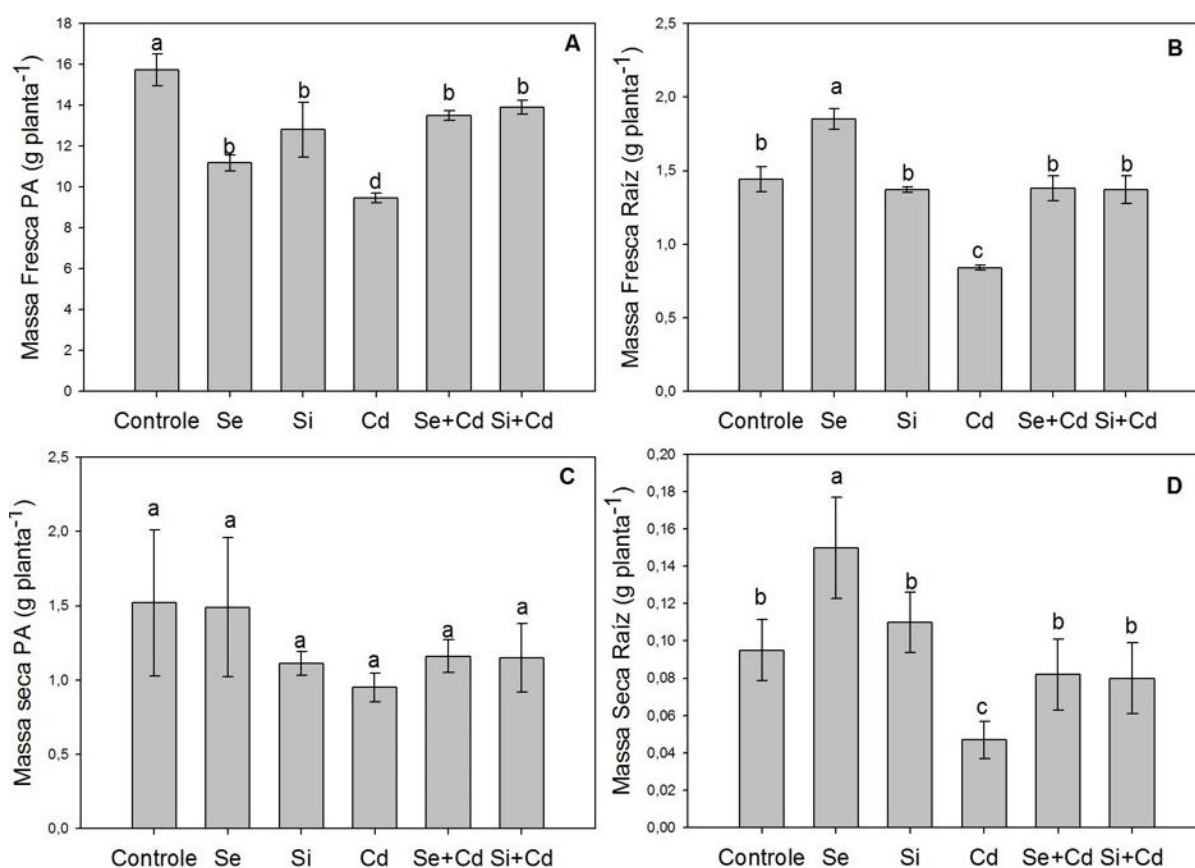 A
Massa Fresca PA (g planta-1)
18
16
14
12
10
8
6
4
2
0
a
b
b
d
b
b
Controle Se Si Cd Se+Cd Si+Cd
B
Massa Fresca Raíz (g planta-1)
2,5
2,0
1,5
1,0
0,5
0,0
b
a
b
c
b
b
Controle Se Si Cd Se+Cd Si+Cd
C
Massa seca PA (g planta-1)
2,5
2,0
1,5
1,0
0,5
0,0
a
a
a
a
a
a
Controle Se Si Cd Se+Cd Si+Cd
D
Massa Seca Raíz (g planta-1)
0,20
0,18
0,16
0,14
0,12
0,10
0,08
0,06
0,04
0,02
0,00
b
a
b
c
b
b
Controle Se Si Cd Se+Cd Si+Cd